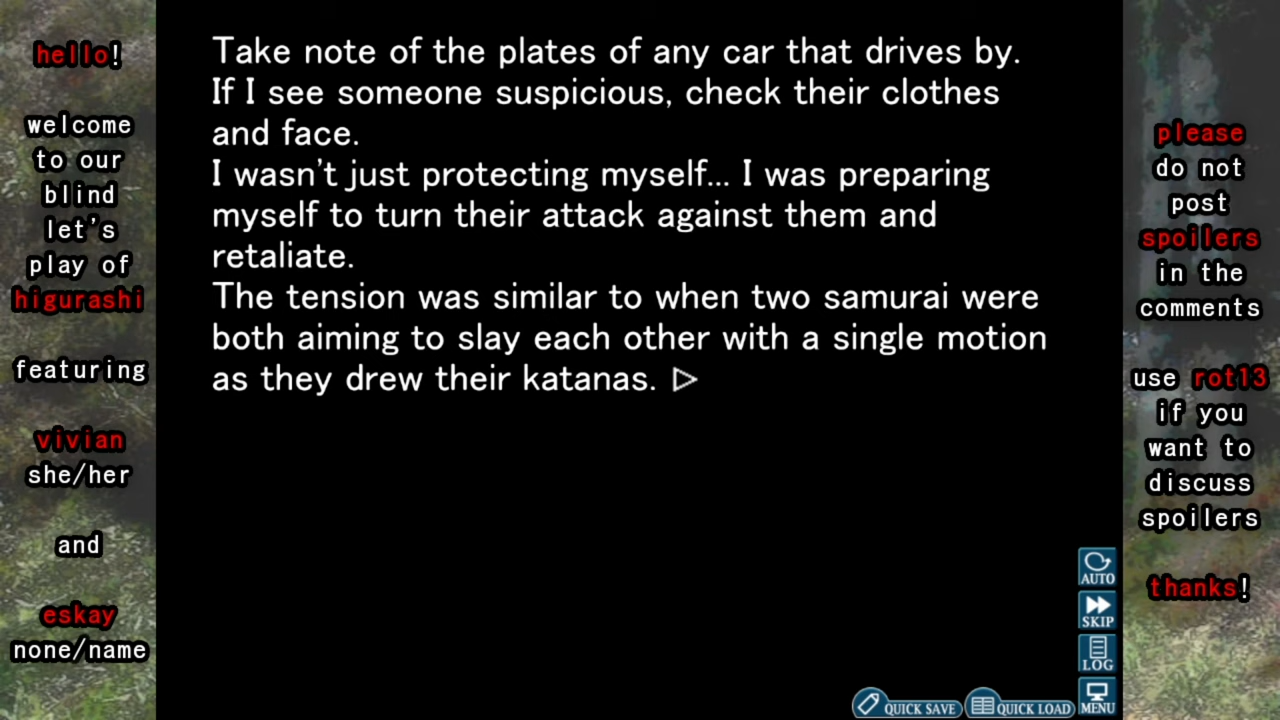 hello!
welcome
to our
blind
let's
play of
higurashi
featuring
vivian
she/her
and
eskay
none/name
Take note of the plates of any car that drives by.
If I see someone suspicious, check their clothes
and face.
I wasn't just protecting myself... I was preparing
myself to turn their attack against them and
retaliate.
The tension was similar to when two samurai were
both aiming to slay each other with a single motion
as they drew their katanas.
AUTO
SKIP
LOG
MENU
QUICK SAVE
QUICK LOAD
please
do not
post
spoilers
in the
comments
use rot13
if you
want to
discuss
spoilers
thanks!